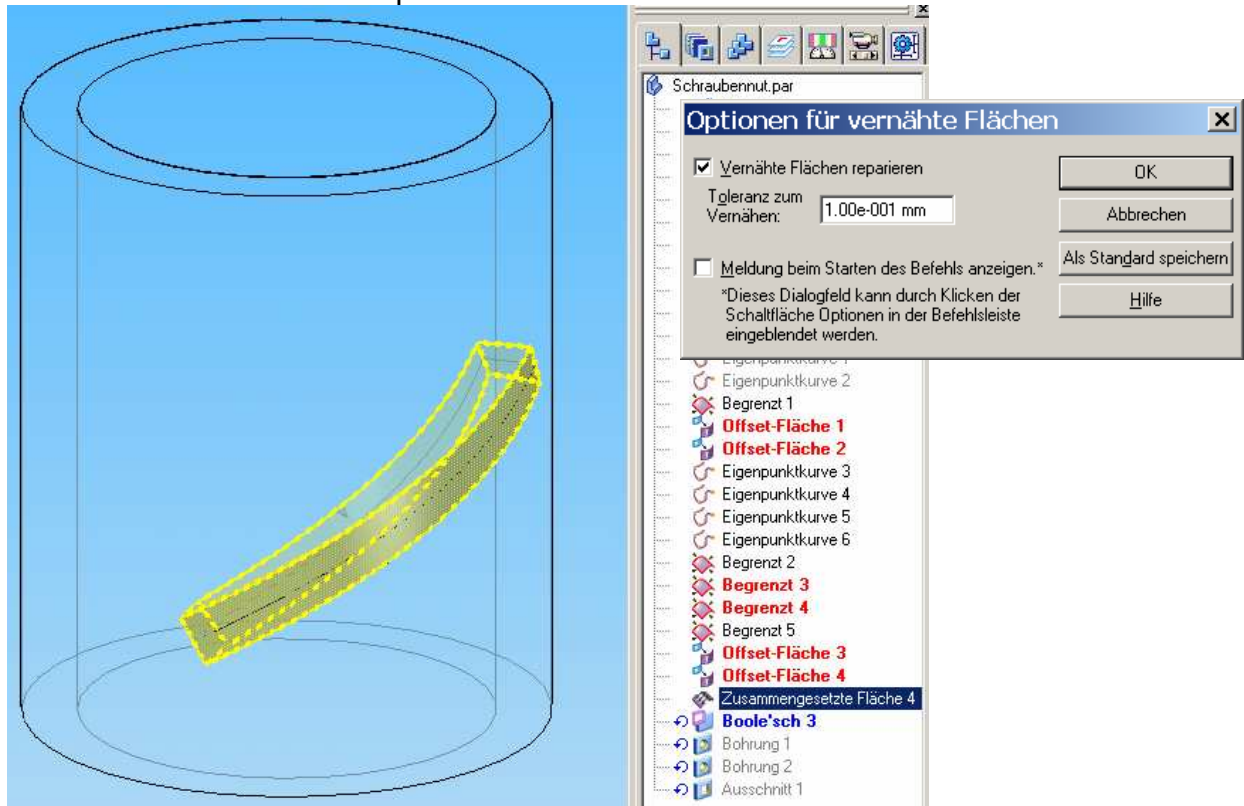 Schraubennut.par
Optionen für vernähte Flächen
Vernähte Flächen reparieren
Toleranz zum
Vernähen:
1.00e-001 mm
Meldung beim Starten des Befehls anzeigen.*
*Dieses Dialogfeld kann durch Klicken der
Schaltfläche Optionen in der Befehlsleiste
eingeblendet werden.
OK
Abbrechen
Als Standard speichern
Hilfe
Eigenpunktkurve 1
Eigenpunktkurve 2
Begrenzt 1
Offset-Fläche 1
Offset-Fläche 2
Eigenpunktkurve 3
Eigenpunktkurve 4
Eigenpunktkurve 5
Eigenpunktkurve 6
Begrenzt 2
Begrenzt 3
Begrenzt 4
Begrenzt 5
Offset-Fläche 3
Offset-Fläche 4
Zusammengesetzte Fläche 4
Boole'sch 3
Bohrung 1
Bohrung 2
Ausschnitt 1